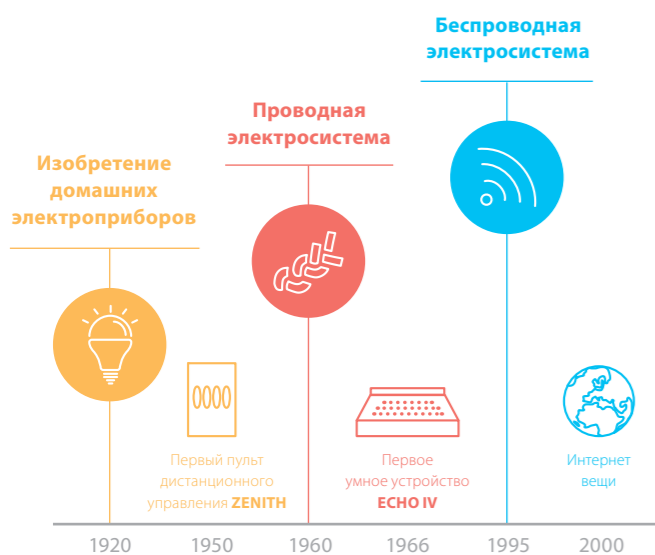 Беспроводная
электросистема
Проводная
электросистема
Изобретение
домашних
электроприборов
Первый пульт
дистанционного
управления ZENITH
Первое
умное устройство
ECHO IV
Интернет
вещи
1920
1950
1960
1966
1995
2000